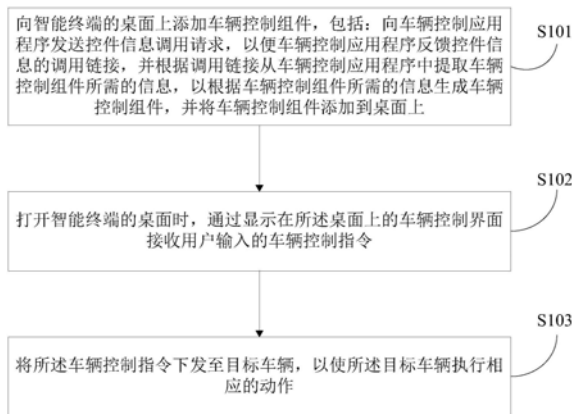 向智能终端的桌面上添加车辆控制组件，包括：向车辆控制应用
程序发送控件信息调用请求，以便车辆控制应用程序反馈控件信
息的调用链接，并根据调用链接从车辆控制应用程序中提取车辆
控制组件所需的信息，以根据车辆控制组件所需的信息生成车辆
控制组件，并将车辆控制组件添加到桌面上
S101
打开智能终端的桌面时，通过显示在所述桌面上的车辆控制界面
接收用户输入的车辆控制指令
S102
将所述车辆控制指令下发至目标车辆，以使所述目标车辆执行相
应的动作
S103